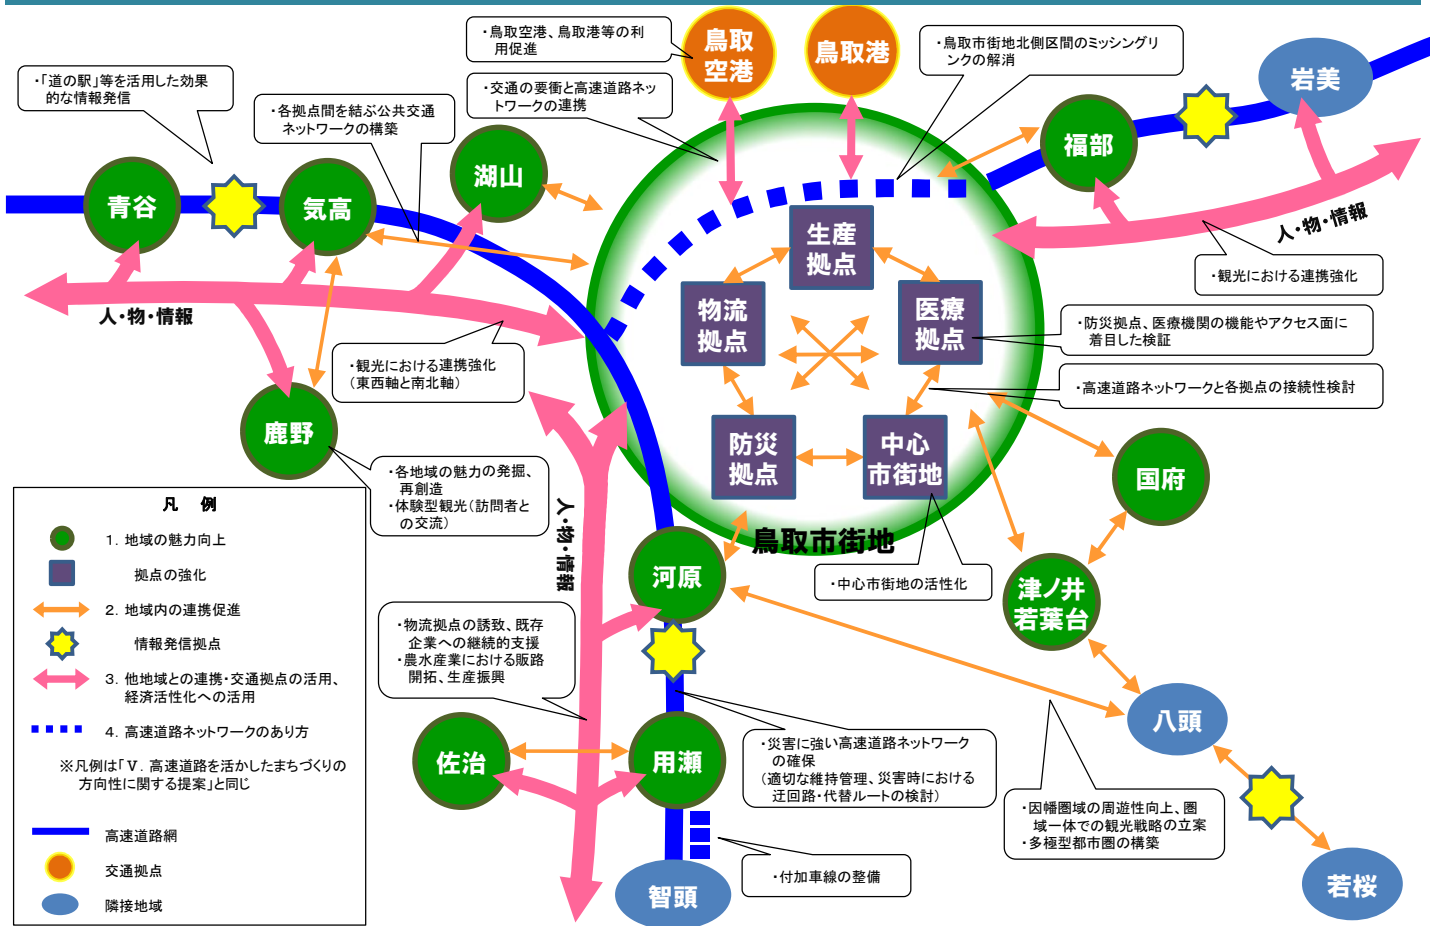 ・鳥取空港、鳥取港等の利
用促進
鳥取
空港
鳥取港
・鳥取市街地北側区間のミッシングリ
ンクの解消
岩美
・「道の駅」等を活用した効果
的な情報発信
・交通の要衝と高速道路ネッ
トワークの連携
・各拠点間を結ぶ公共交通
ネットワークの構築
湖山
福部
青谷
気高
人・物・情報
生産
拠点
・観光における連携強化
人・物・情報
物流
拠点
医療
拠点
・防災拠点、医療機関の機能やアクセス面に
着目した検証
・観光における連携強化
(東西軸と南北軸)
・高速道路ネットワークと各拠点の接続性検討
鹿野
防災
拠点
中心
市街地
国府
・各地域の魅力の発掘、
再創造
・体験型観光(訪問者と
の交流)
人・物・情報
鳥取市街地
河原
・中心市街地の活性化
津ノ井
若葉台
・物流拠点の誘致、既存
企業への継続的支援
・農水産業における販路
開拓、生産振興
八頭
佐治
用瀬
・災害に強い高速道路ネットワーク
の確保
(適切な維持管理、災害時における
迂回路・代替ルートの検討)
・因幡圏域の周遊性向上、圏
域一体での観光戦略の立案
・多極型都市圏の構築
・付加車線の整備
智頭
若桜
凡 例
1．地域の魅力向上
拠点の強化
2．地域内の連携促進
情報発信拠点
3．他地域との連携・交通拠点の活用、
経済活性化への活用
4．高速道路ネットワークのあり方
※凡例は「Ⅴ．高速道路を活かしたまちづくりの
方向性に関する提案」と同じ
高速道路網
交通拠点
隣接地域